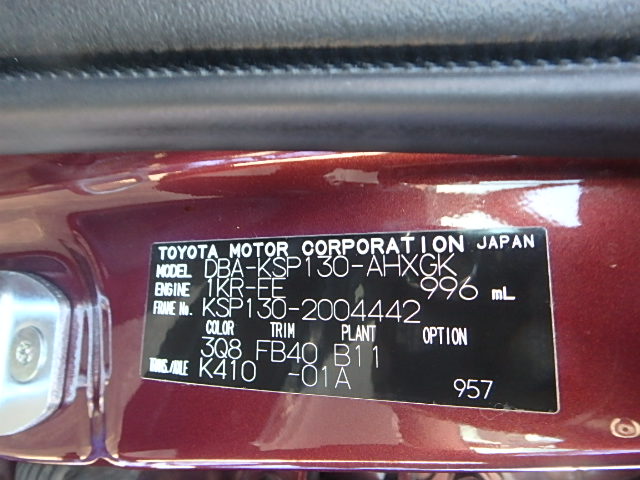 TOYOTA MOTOR CORPORATION JAPAN
MODEL DBA-KSP130-AHXGK
ENGINE 1KR-FE 996 mL
FRAME No. KSP130-2004442
COLOR TRIM PLANT OPTION
3Q8 FB40 B11
TRANS./AXLE K410 -01A
957